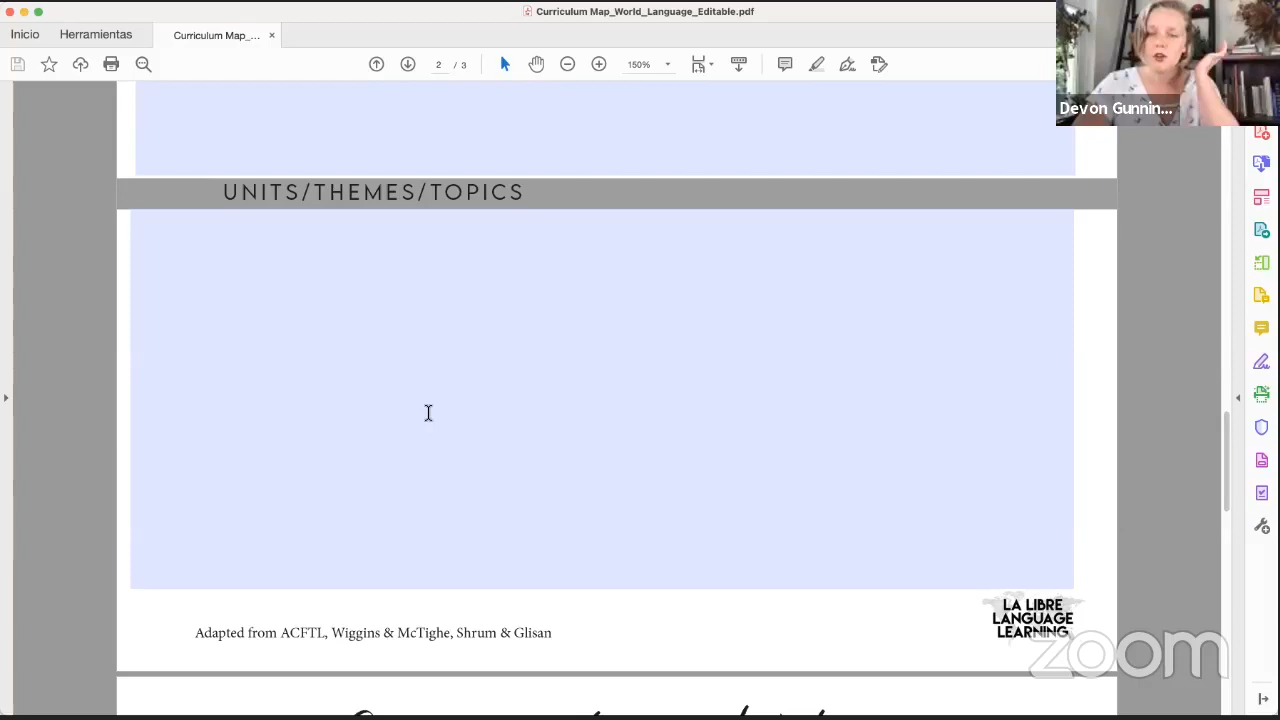 Curriculum Map_World_Language_Editable.pdf
Inicio Herramientas Curriculum Map_... ×
2 / 3 150%
Devon Gunnin...
UNITS/THEMES/TOPICS
Adapted from ACFTL, Wiggins & McTighe, Shrum & Glisan
LA LIBRE
LANGUAGE
LEARNING
zoom